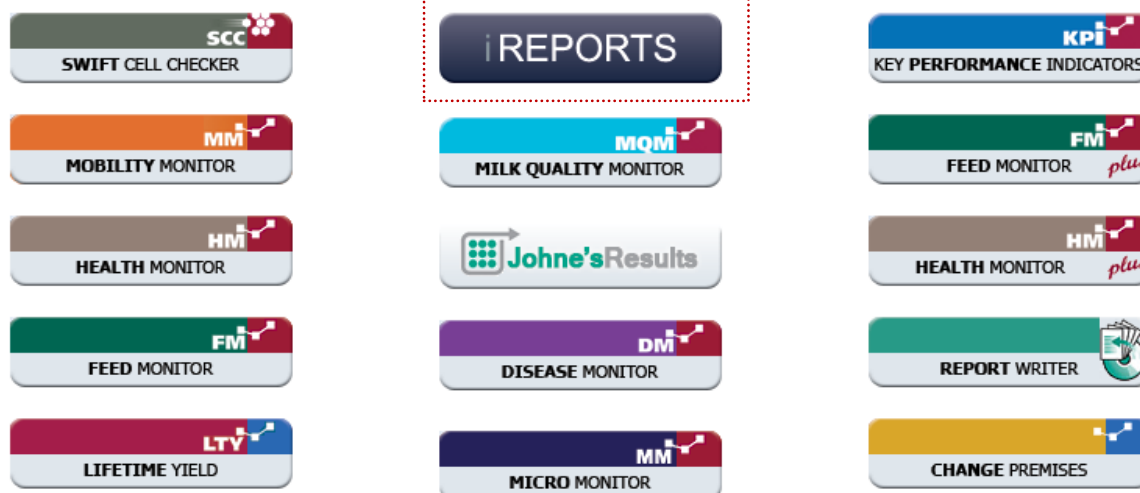 SCC
SWIFT CELL CHECKER
MM
MOBILITY MONITOR
HM
HEALTH MONITOR
FM
FEED MONITOR
LTY
LIFETIME YIELD
iREPORTS
MQM
MILK QUALITY MONITOR
Johne'sResults
DM
DISEASE MONITOR
MM
MICRO MONITOR
KPi
KEY PERFORMANCE INDICATORS
FM
FEED MONITOR plus
HM
HEALTH MONITOR plus
REPORT WRITER
CHANGE PREMISES